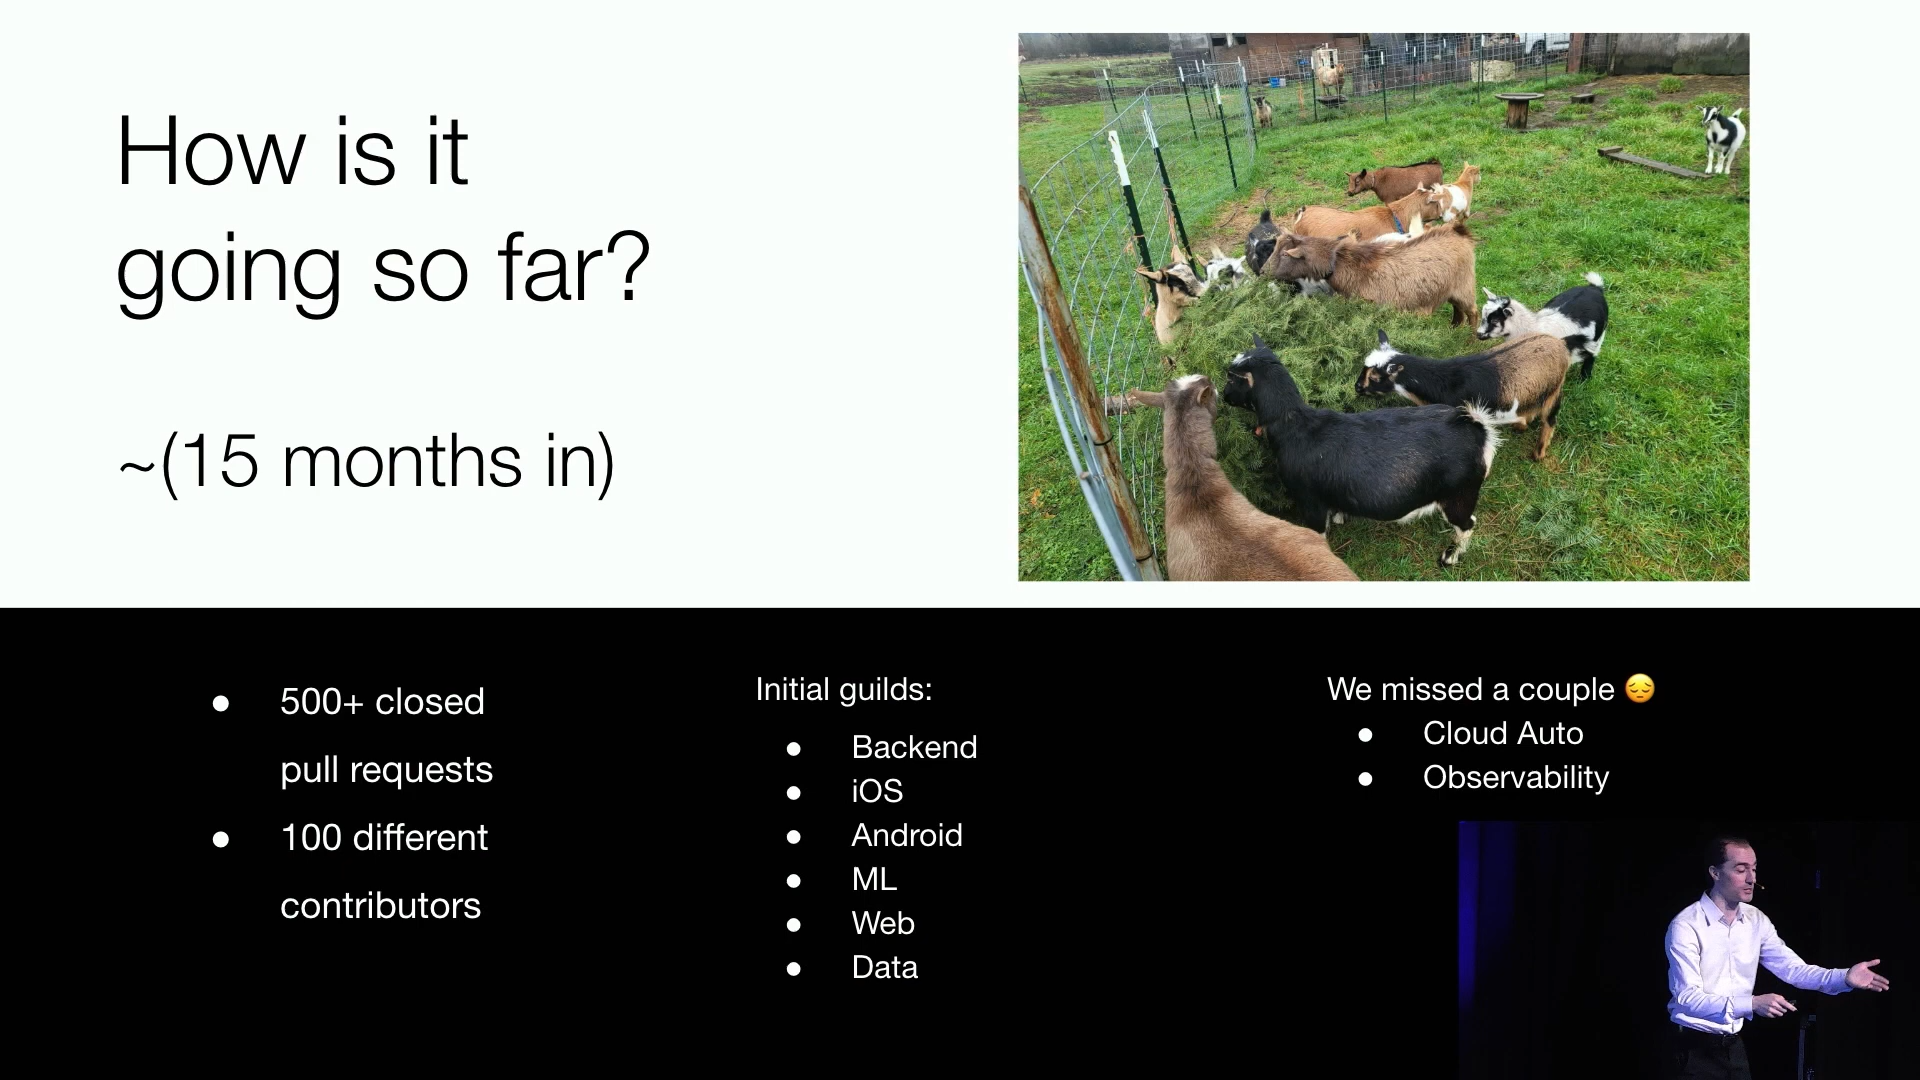 How is it
going so far?
~(15 months in)
● 500+ closed
pull requests
● 100 different
contributors
Initial guilds:
● Backend
● iOS
● Android
● ML
● Web
● Data
We missed a couple 😔
● Cloud Auto
● Observability